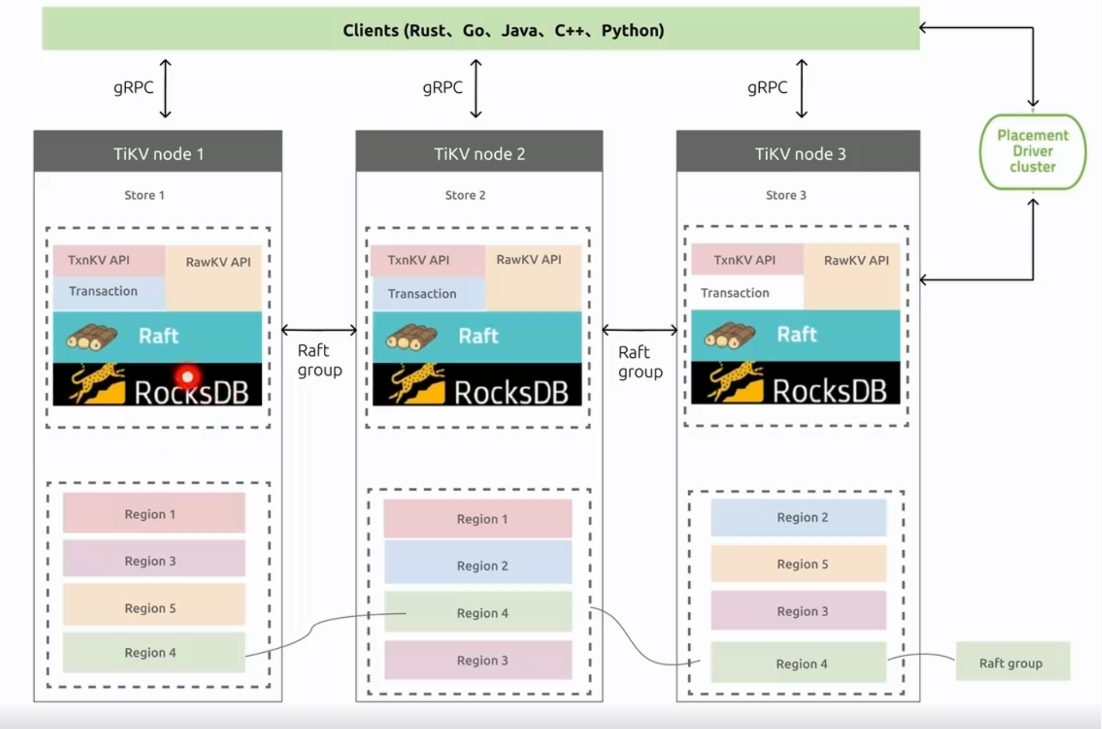 Clients (Rust、Go、Java、C++、Python)
gRPC
gRPC
gRPC
Placement
Driver
cluster
TiKV node 1
TiKV node 2
TiKV node 3
Store 1
Store 2
Store 3
TxnKV API
RawKV API
Transaction
Raft
RocksDB
TxnKV API
RawKV API
Transaction
Raft
RocksDB
TxnKV API
RawKV API
Transaction
Raft
RocksDB
Raft
group
Raft
group
Region 1
Region 3
Region 5
Region 4
Region 1
Region 2
Region 4
Region 3
Region 2
Region 5
Region 3
Region 4
Raft group